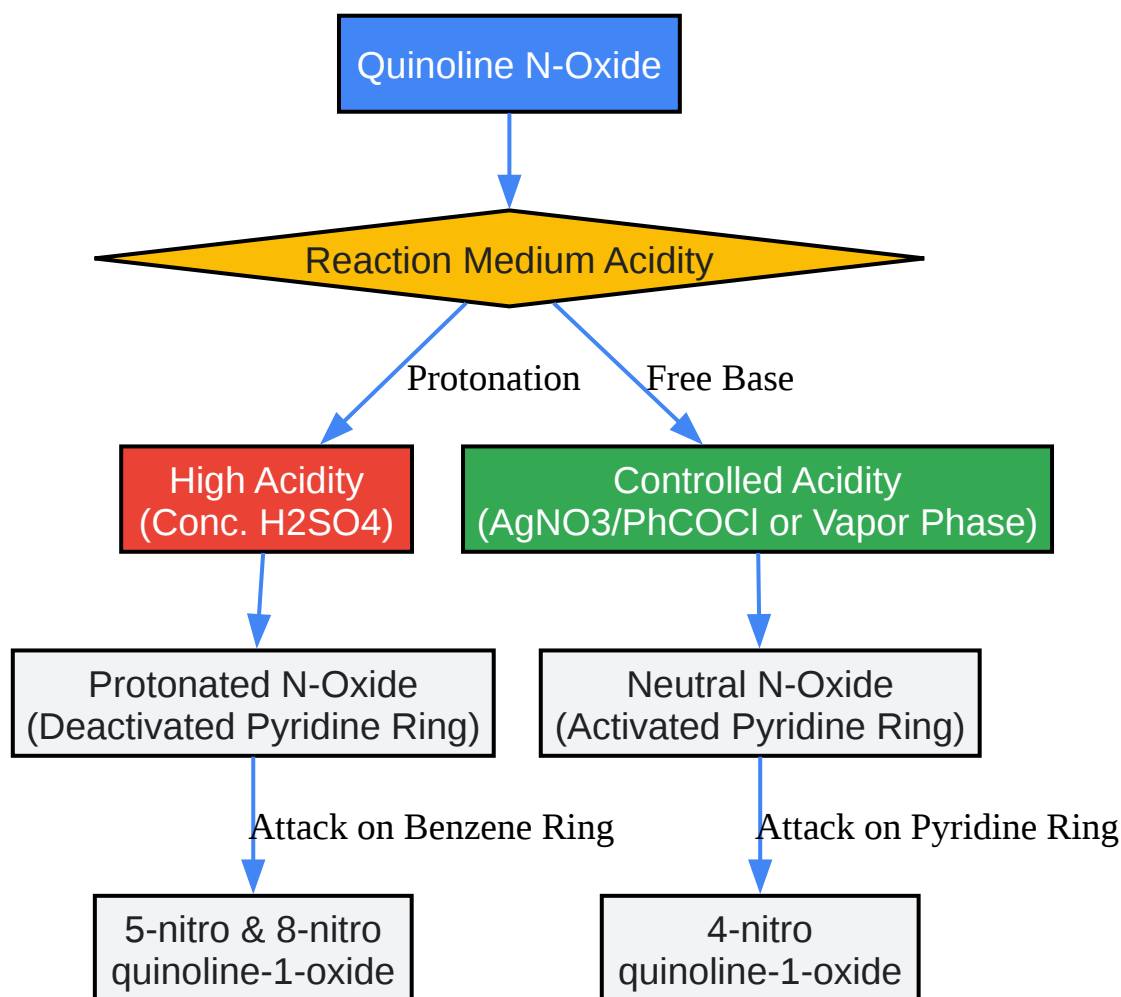 Quinoline N-Oxide
Reaction Medium Acidity
Protonation
Free Base
High Acidity
(Conc. H2SO4)
Controlled Acidity
(AgNO3/PhCOCl or Vapor Phase)
Protonated N-Oxide
(Deactivated Pyridine Ring)
Neutral N-Oxide
(Activated Pyridine Ring)
Attack on Benzene Ring
Attack on Pyridine Ring
5-nitro & 8-nitro
quinoline-1-oxide
4-nitro
quinoline-1-oxide